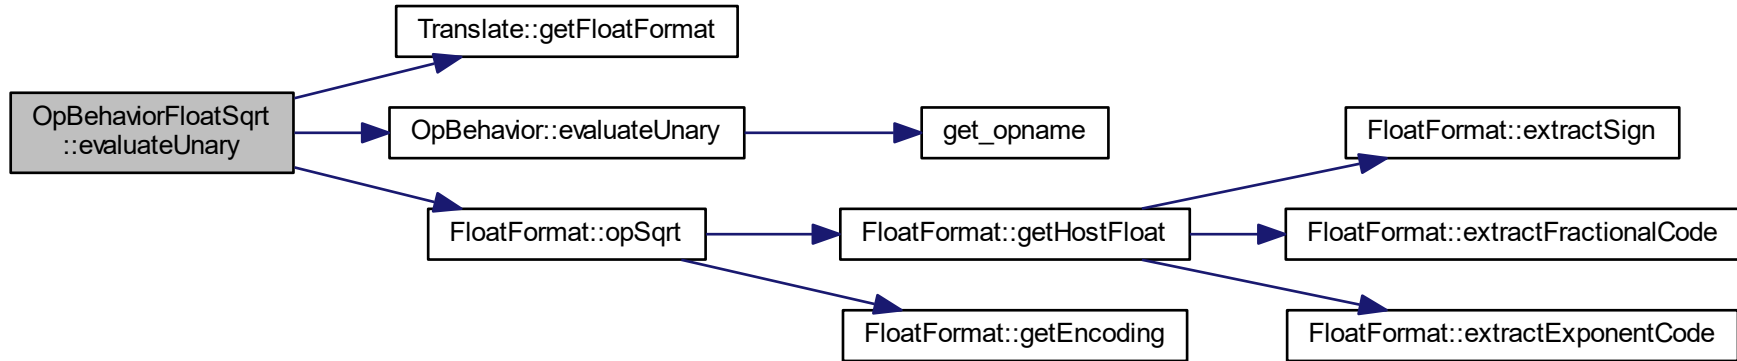 OpBehaviorFloatSqrt
::evaluateUnary
Translate::getFloatFormat
OpBehavior::evaluateUnary
get_opname
FloatFormat::opSqrt
FloatFormat::getHostFloat
FloatFormat::getEncoding
FloatFormat::extractSign
FloatFormat::extractFractionalCode
FloatFormat::extractExponentCode